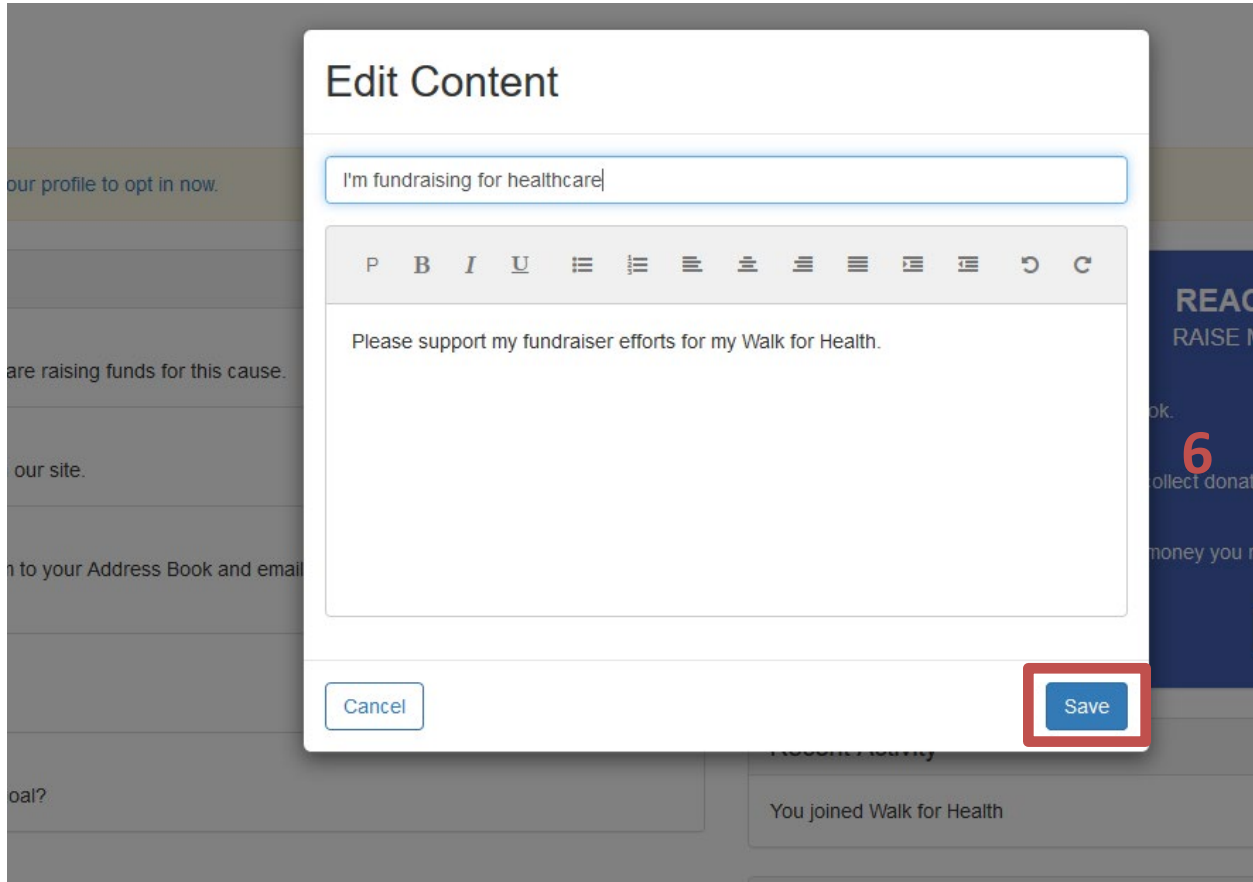 Edit Content
our profile to opt in now.
I'm fundraising for healthcare
P B I U
REAC
RAISE
Please support my fundraiser efforts for my Walk for Health.
are raising funds for this cause.
ok.
6
our site.
collect donat
money you
to your Address Book and email
Cancel
Save
Recent Activity
oal?
You joined Walk for Health